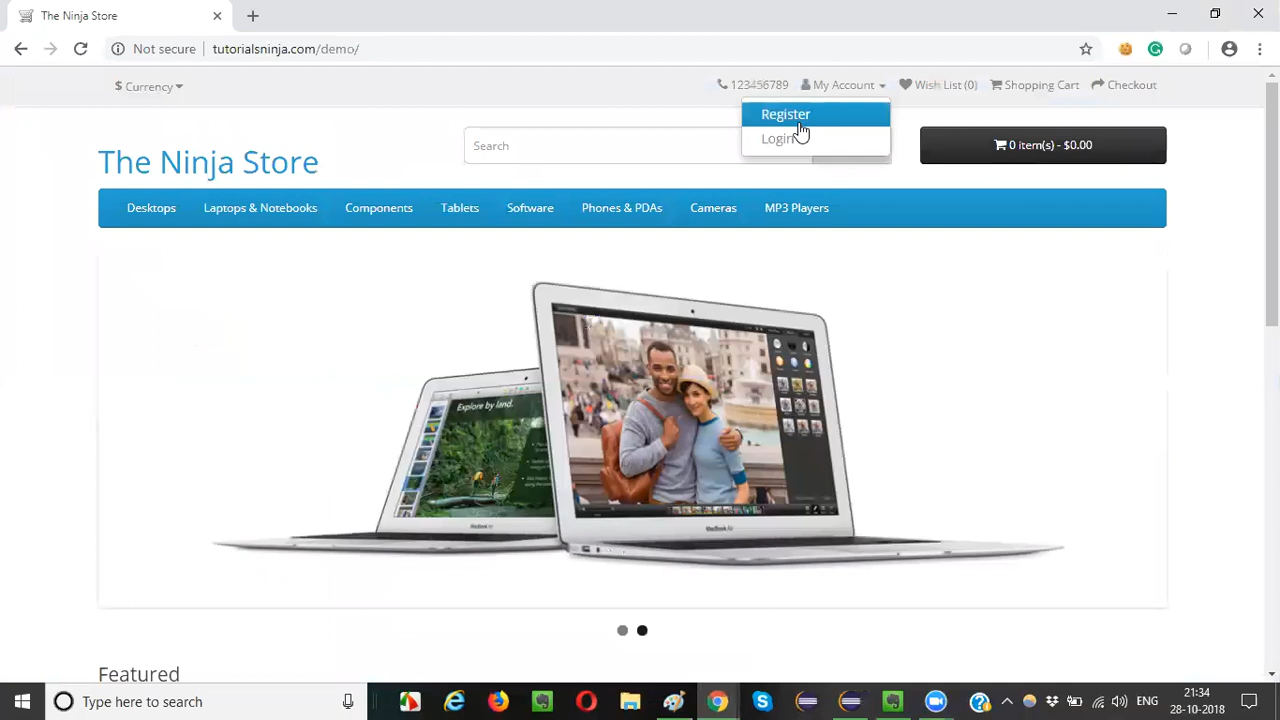 The Ninja Store
Not secure tutorialsninja.com/demo/
$ Currency 123456789 My Account Wish List (0) Shopping Cart Checkout
Register
Login
The Ninja Store
Search
0 item(s) - $0.00
Desktops Laptops & Notebooks Components Tablets Software Phones & PDAs Cameras MP3 Players
Explore by land.
MacBook Air
Featured
Type here to search
ENG
21:34
28-10-2018